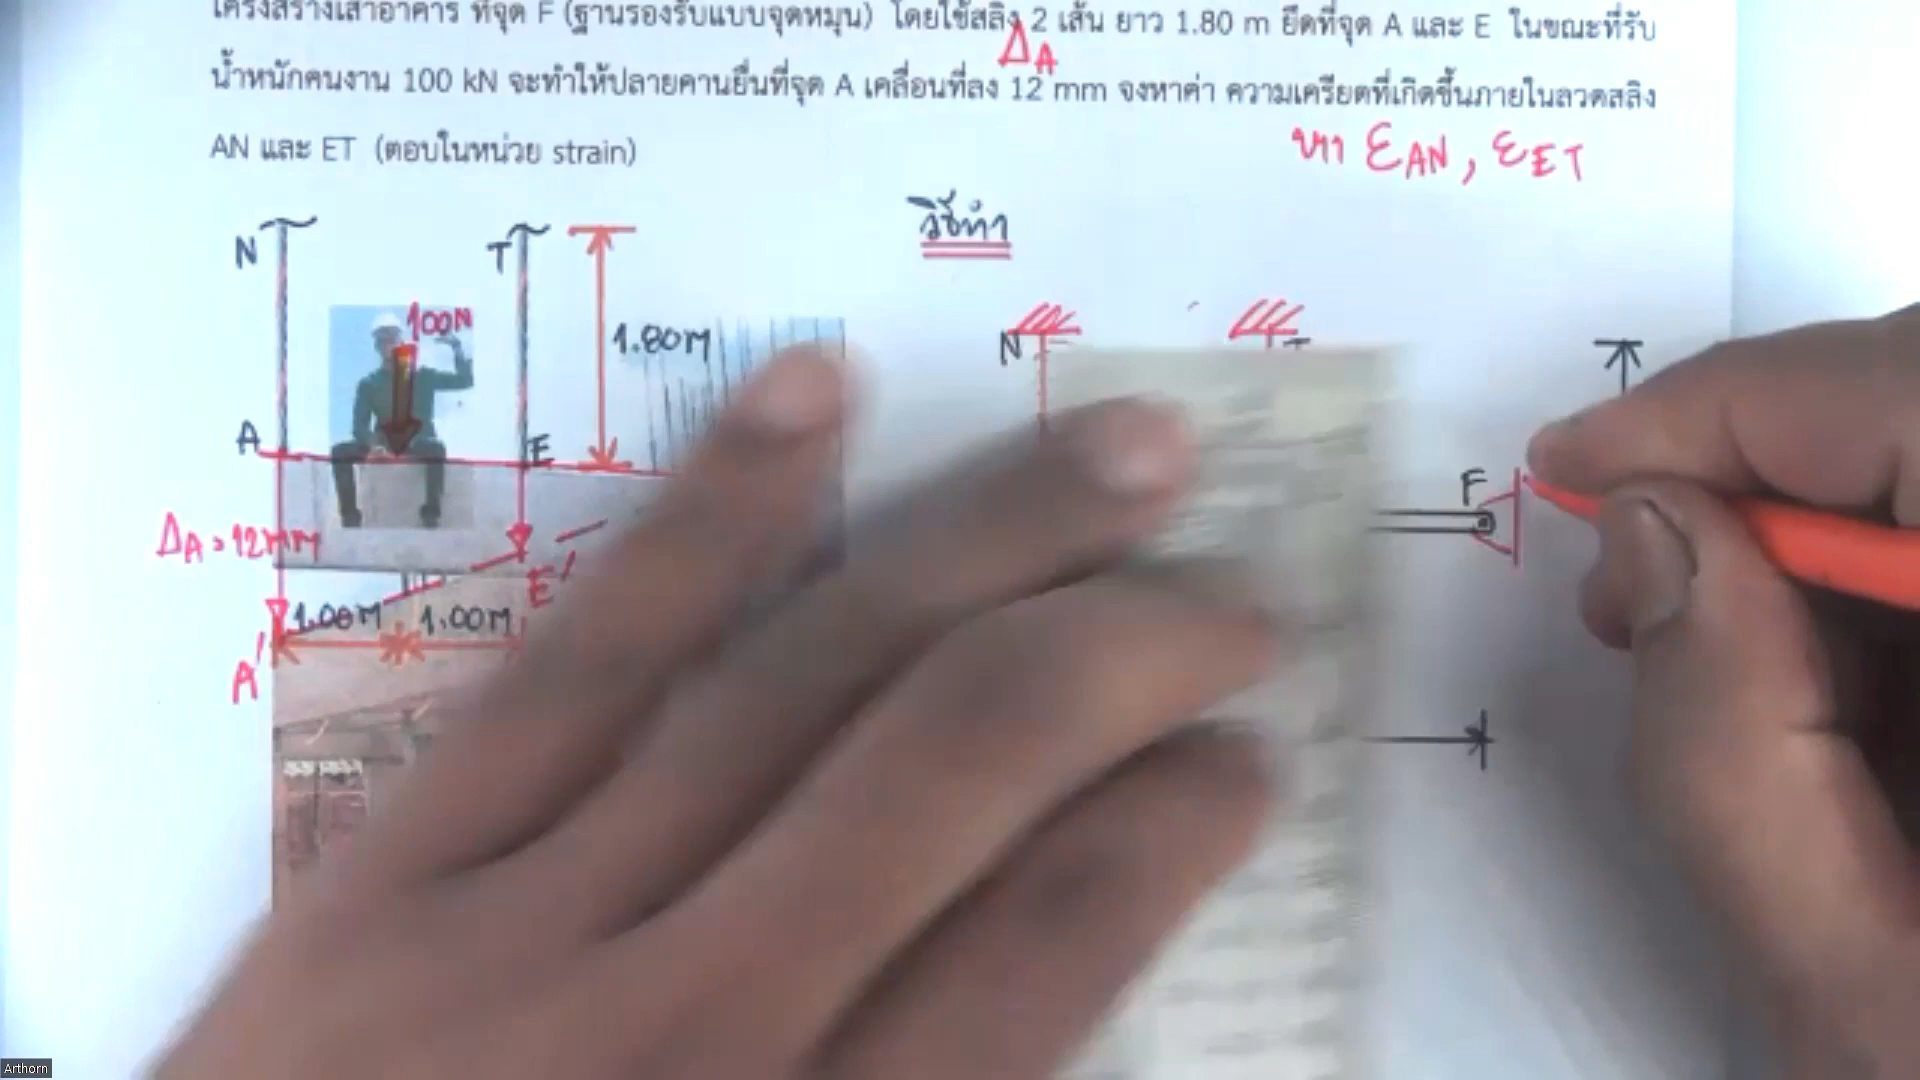 โครงสร้างเสาอาคาร ที่จุด F (ฐานรองรับแบบจุดหมุน) โดยใช้สลิง 2 เส้น ยาว 1.80 m ยึดที่จุด A และ E ในขณะที่รับ
ΔA
น้ำหนักคนงาน 100 kN จะทำให้ปลายคานยื่นที่จุด A เคลื่อนที่ลง 12 mm จงหาค่า ความเครียดที่เกิดขึ้นภายในลวดสลิง
AN และ ET (ตอบในหน่วย strain)
หา εAN , εET
วิธีทำ
N
T
100N
1.80m
N
T
A
E
F
ΔA = 12mm
E'
1.00m
1.00m
A'
Arthorn